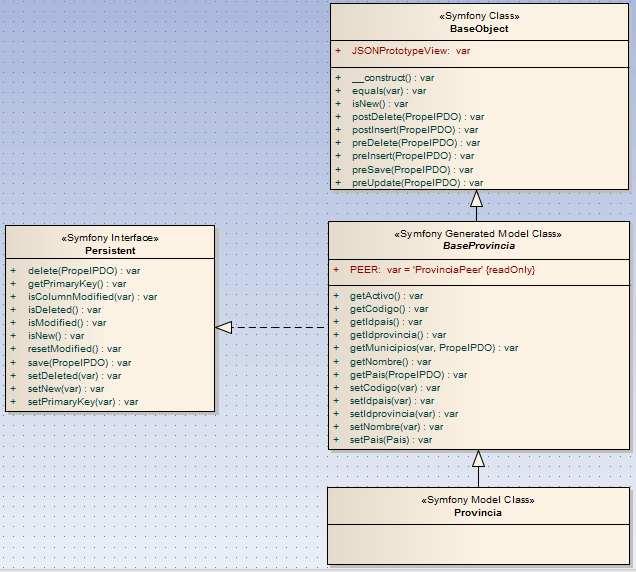 «Symfony Class»
BaseObject
+ JSONPrototypeView: var
+ __construct() : var
+ equals(var) : var
+ isNew() : var
+ postDelete(PropelPDO) : var
+ postInsert(PropelPDO) : var
+ preDelete(PropelPDO) : var
+ preInsert(PropelPDO) : var
+ preSave(PropelPDO) : var
+ preUpdate(PropelPDO) : var
«Symfony Interface»
Persistent
+ delete(PropelPDO) : var
+ getPrimaryKey() : var
+ isColumnModified(var) : var
+ isDeleted() : var
+ isModified() : var
+ isNew() : var
+ resetModified() : var
+ save(PropelPDO) : var
+ setDeleted(var) : var
+ setNew(var) : var
+ setPrimaryKey(var) : var
«Symfony Generated Model Class»
BaseProvincia
+ PEER: var = 'ProvinciaPeer' {readOnly}
+ getActivo() : var
+ getCodigo() : var
+ getIdpais() : var
+ getIdprovincia() : var
+ getMunicipios(var, PropelPDO) : var
+ getNombre() : var
+ getPais(PropelPDO) : var
+ setCodigo(var) : var
+ setIdpais(var) : var
+ setIdprovincia(var) : var
+ setNombre(var) : var
+ setPais(Pais) : var
«Symfony Model Class»
Provincia